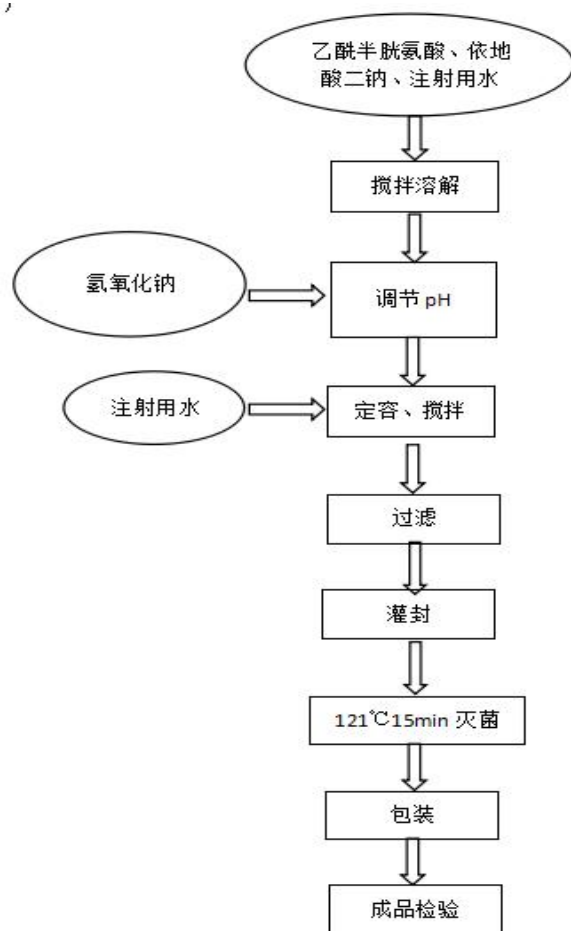 乙酰半胱氨酸、依地
酸二钠、注射用水
搅拌溶解
氢氧化钠
调节 pH
注射用水
定容、搅拌
过滤
灌封
121℃15min 灭菌
包装
成品检验